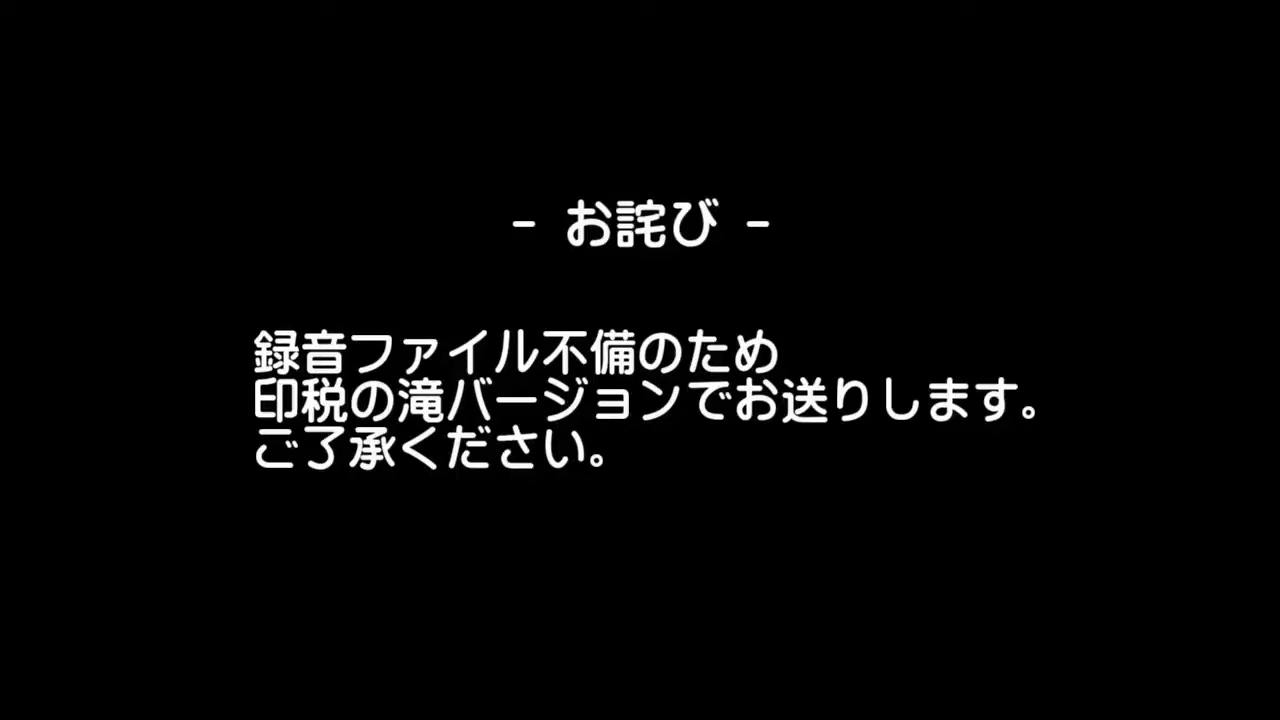 - お詫び -
録音ファイル不備のため
印税の滝バージョンでお送りします。
ご了承ください。